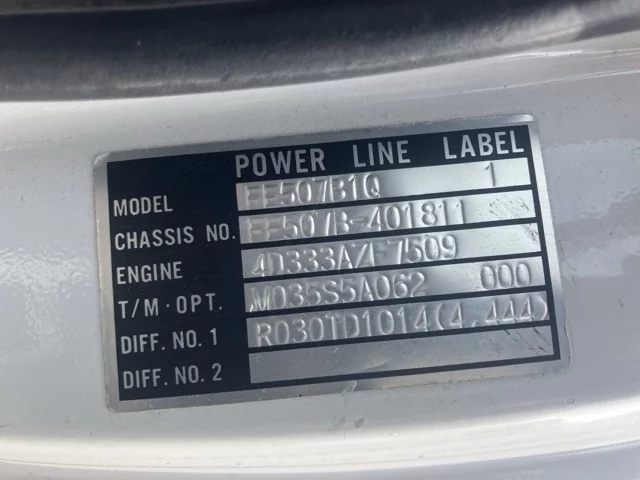 POWER LINE LABEL
MODEL FE507B1Q 1
CHASSIS NO. FE507B-401811
ENGINE 4D333AZF7509
T/M·OPT. M035S5A062 000
DIFF. NO. 1 R030TD1014(4.444)
DIFF. NO. 2